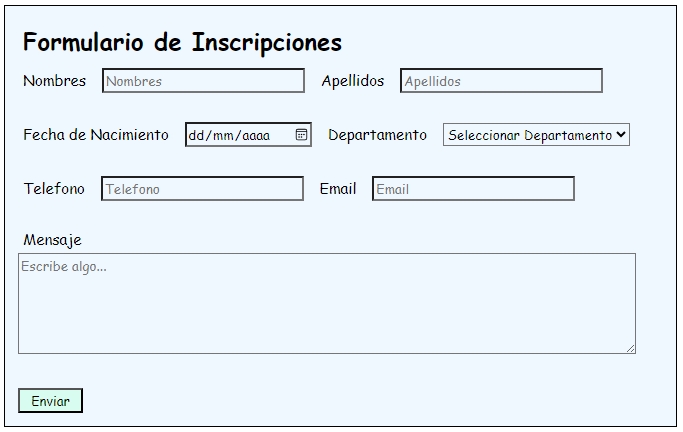 Formulario de Inscripciones
Nombres Nombres Apellidos Apellidos
Fecha de Nacimiento dd/mm/aaaa Departamento Seleccionar Departamento
Telefono Telefono Email Email
Mensaje
Escribe algo...
Enviar